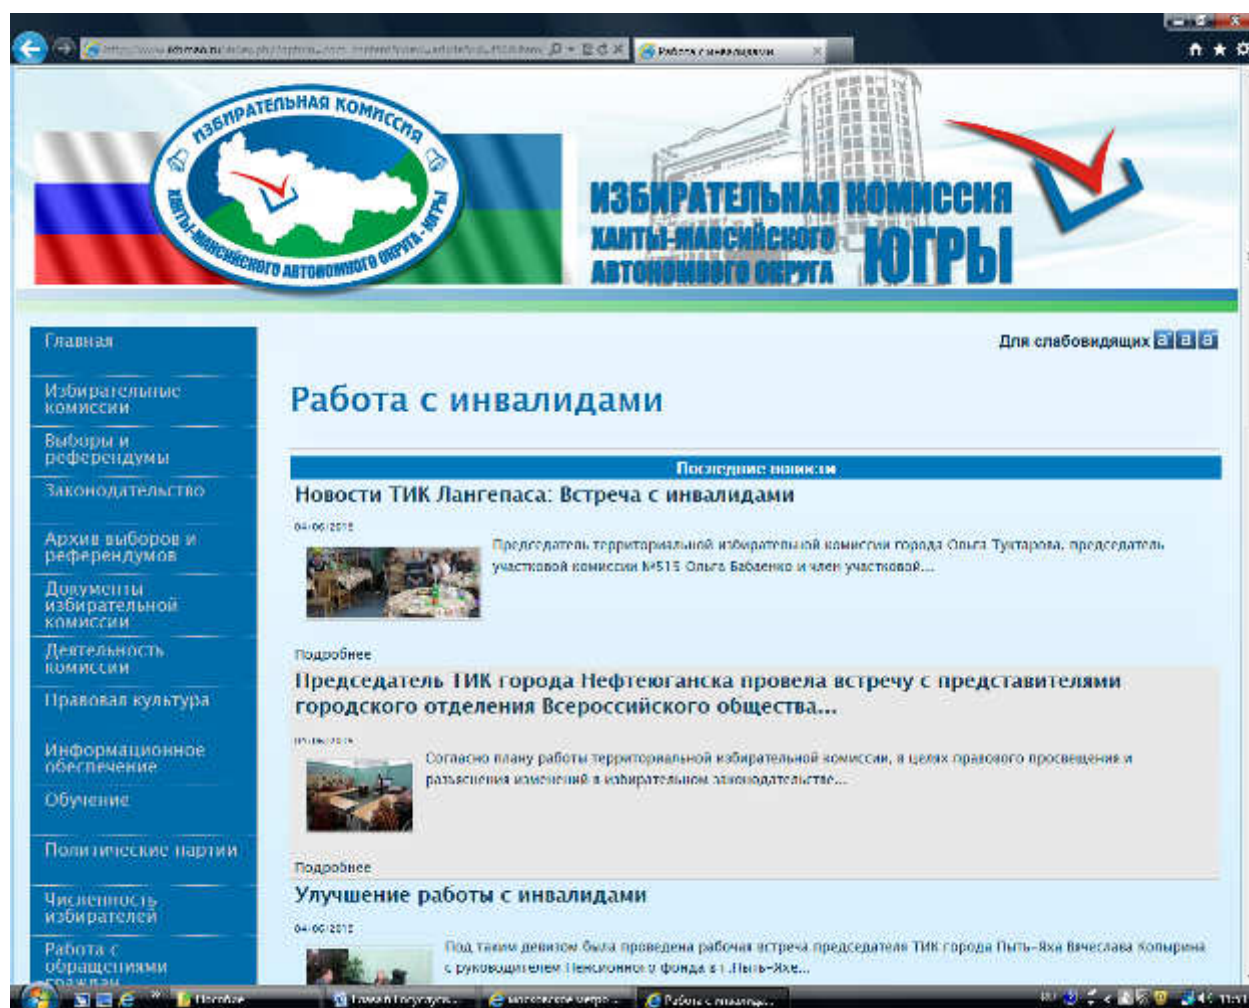 Работа с инвалидами
ИЗБИРАТЕЛЬНАЯ КОМИССИЯ
ХАНТЫ-МАНСИЙСКОГО АВТОНОМНОГО ОКРУГА - ЮГРЫ
ИЗБИРАТЕЛЬНАЯ КОМИССИЯ
ХАНТЫ-МАНСИЙСКОГО
АВТОНОМНОГО ОКРУГА
ЮГРЫ
Для слабовидящих
Главная
Избирательные
комиссии
Выборы и
референдумы
Законодательство
Архив выборов и
референдумов
Документы
избирательной
комиссии
Деятельность
комиссии
Правовая культура
Информационное
обеспечение
Обучение
Политические партии
Численность
избирателей
Работа с
обращениями
граждан
Работа с инвалидами
Последние новости
Новости ТИК Лангепаса: Встреча с инвалидами
Председатель территориальной избирательной комиссии города Ольга Туктарова, председатель
участковой комиссии №515 Ольга Бабаенко и член участковой...
Подробнее
Председатель ТИК города Нефтеюганска провела встречу с представителями
городского отделения Всероссийского общества...
Согласно плану работы территориальной избирательной комиссии, в целях правового просвещения и
разъяснения изменений в избирательном законодательстве...
Подробнее
Улучшение работы с инвалидами
Под таким девизом была проведена рабочая встреча председателя ТИК города Пыть-Яха Вячеслава Копырина
с руководителем Пенсионного фонда в г.Пыть-Яхе...
Пособие
московское метро ...
Работа с инвалида...